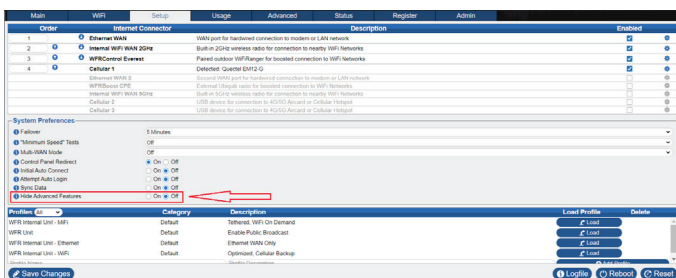 Main WiFi Setup Usage Advanced Status Register Admin
Order Internet Connector Description Enabled
1 Ethernet WAN WAN port for hardwired connection to modem or LAN network
2 Internal WiFi WAN 2GHz Built-in 2GHz wireless radio for connection to nearby WiFi Networks
3 WFRControl Everest Paired outdoor WiFiRanger for boosted connection to WiFi Networks
4 Cellular 1 Detected: Quectel EM12-G
Ethernet WAN 2 Second WAN port for hardwired connection to modem or LAN network
WFRBoost CPE External Ubiquiti radio for boosted connection to WiFi Networks
Internal WiFi WAN 5GHz Built-in 5GHz wireless radio for connection to nearby WiFi Networks
Cellular 2 USB device for connection to 4G/5G Aircard or Cellular Hotspot
Cellular 3 USB device for connection to 4G/5G Aircard or Cellular Hotspot
System Preferences
Failover 5 Minutes
"Minimum Speed" Tests Off
Multi-WAN Mode Off
Control Panel Redirect On Off
Initial Auto Connect On Off
Attempt Auto Login On Off
Sync Data On Off
Hide Advanced Features On Off
Profiles All Category Description Load Profile Delete
WFR Internal Unit - MiFi Default Tethered, WiFi On Demand Load
WFR Unit Default Enable Public Broadcast Load
WFR Internal Unit - Ethernet Default Ethernet WAN Only Load
WFR Internal Unit - WiFi Default Optimized, Cellular Backup Load
Profile Name Profile Description Add Profile
Save Changes Logfile Reboot Reset